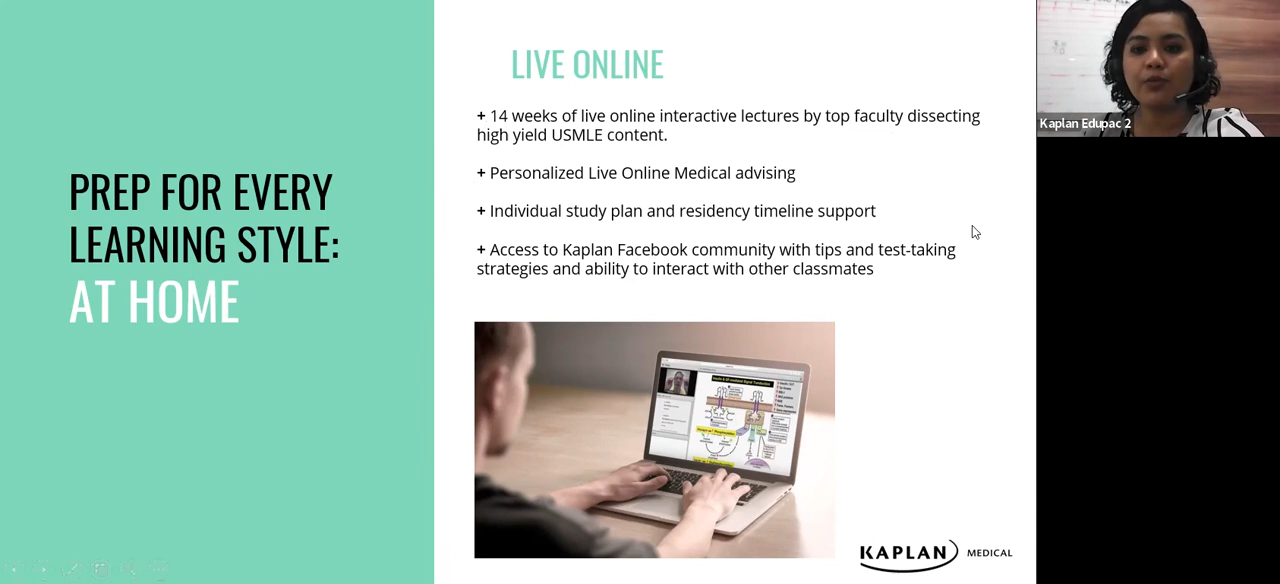 PREP FOR EVERY
LEARNING STYLE:
AT HOME
LIVE ONLINE
+ 14 weeks of live online interactive lectures by top faculty dissecting
high yield USMLE content.
+ Personalized Live Online Medical advising
+ Individual study plan and residency timeline support
+ Access to Kaplan Facebook community with tips and test-taking
strategies and ability to interact with other classmates
KAPLAN MEDICAL
Kaplan Edupac 2